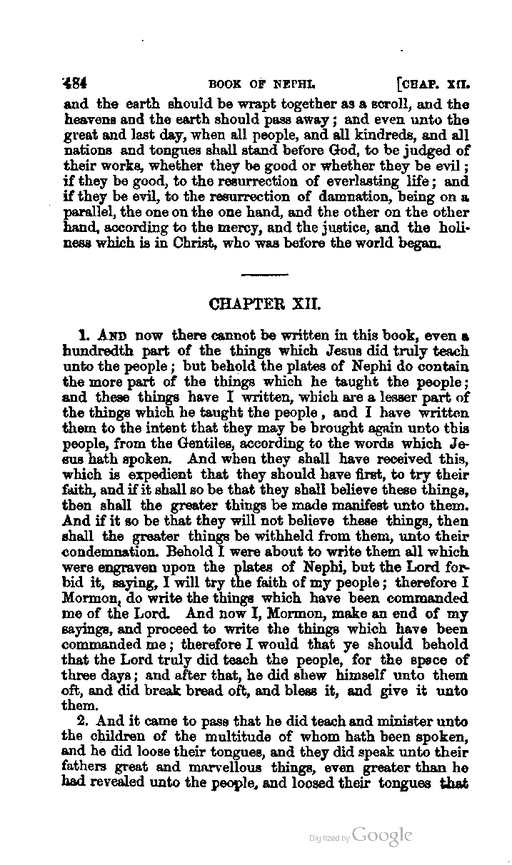 484 BOOK OF NEPHI. [CHAP. XII.
and the earth should be wrapt together as a scroll, and the
heavens and the earth should pass away; and even unto the
great and last day, when all people, and all kindreds, and all
nations and tongues shall stand before God, to be judged of
their works, whether they be good or whether they be evil;
if they be good, to the resurrection of everlasting life; and
if they be evil, to the resurrection of damnation, being on a
parallel, the one on the one hand, and the other on the other
hand, according to the mercy, and the justice, and the holi-
ness which is in Christ, who was before the world began.
CHAPTER XII.
1. AND now there cannot be written in this book, even a
hundredth part of the things which Jesus did truly teach
unto the people; but behold the plates of Nephi do contain
the more part of the things which he taught the people;
and these things have I written, which are a lesser part of
the things which he taught the people, and I have written
them to the intent that they may be brought again unto this
people, from the Gentiles, according to the words which Je-
sus hath spoken. And when they shall have received this,
which is expedient that they should have first, to try their
faith, and if it shall so be that they shall believe these things,
then shall the greater things be made manifest unto them.
And if it so be that they will not believe these things, then
shall the greater things be withheld from them, unto their
condemnation. Behold I were about to write them all which
were engraven upon the plates of Nephi, but the Lord for-
bid it, saying, I will try the faith of my people; therefore I
Mormon, do write the things which have been commanded
me of the Lord. And now I, Mormon, make an end of my
sayings, and proceed to write the things which have been
commanded me; therefore I would that ye should behold
that the Lord truly did teach the people, for the space of
three days; and after that, he did shew himself unto them
oft, and did break bread oft, and bless it, and give it unto
them.
2. And it came to pass that he did teach and minister unto
the children of the multitude of whom hath been spoken,
and he did loose their tongues, and they did speak unto their
fathers great and marvellous things, even greater than he
had revealed unto the people, and loosed their tongues that
Digitized by Google